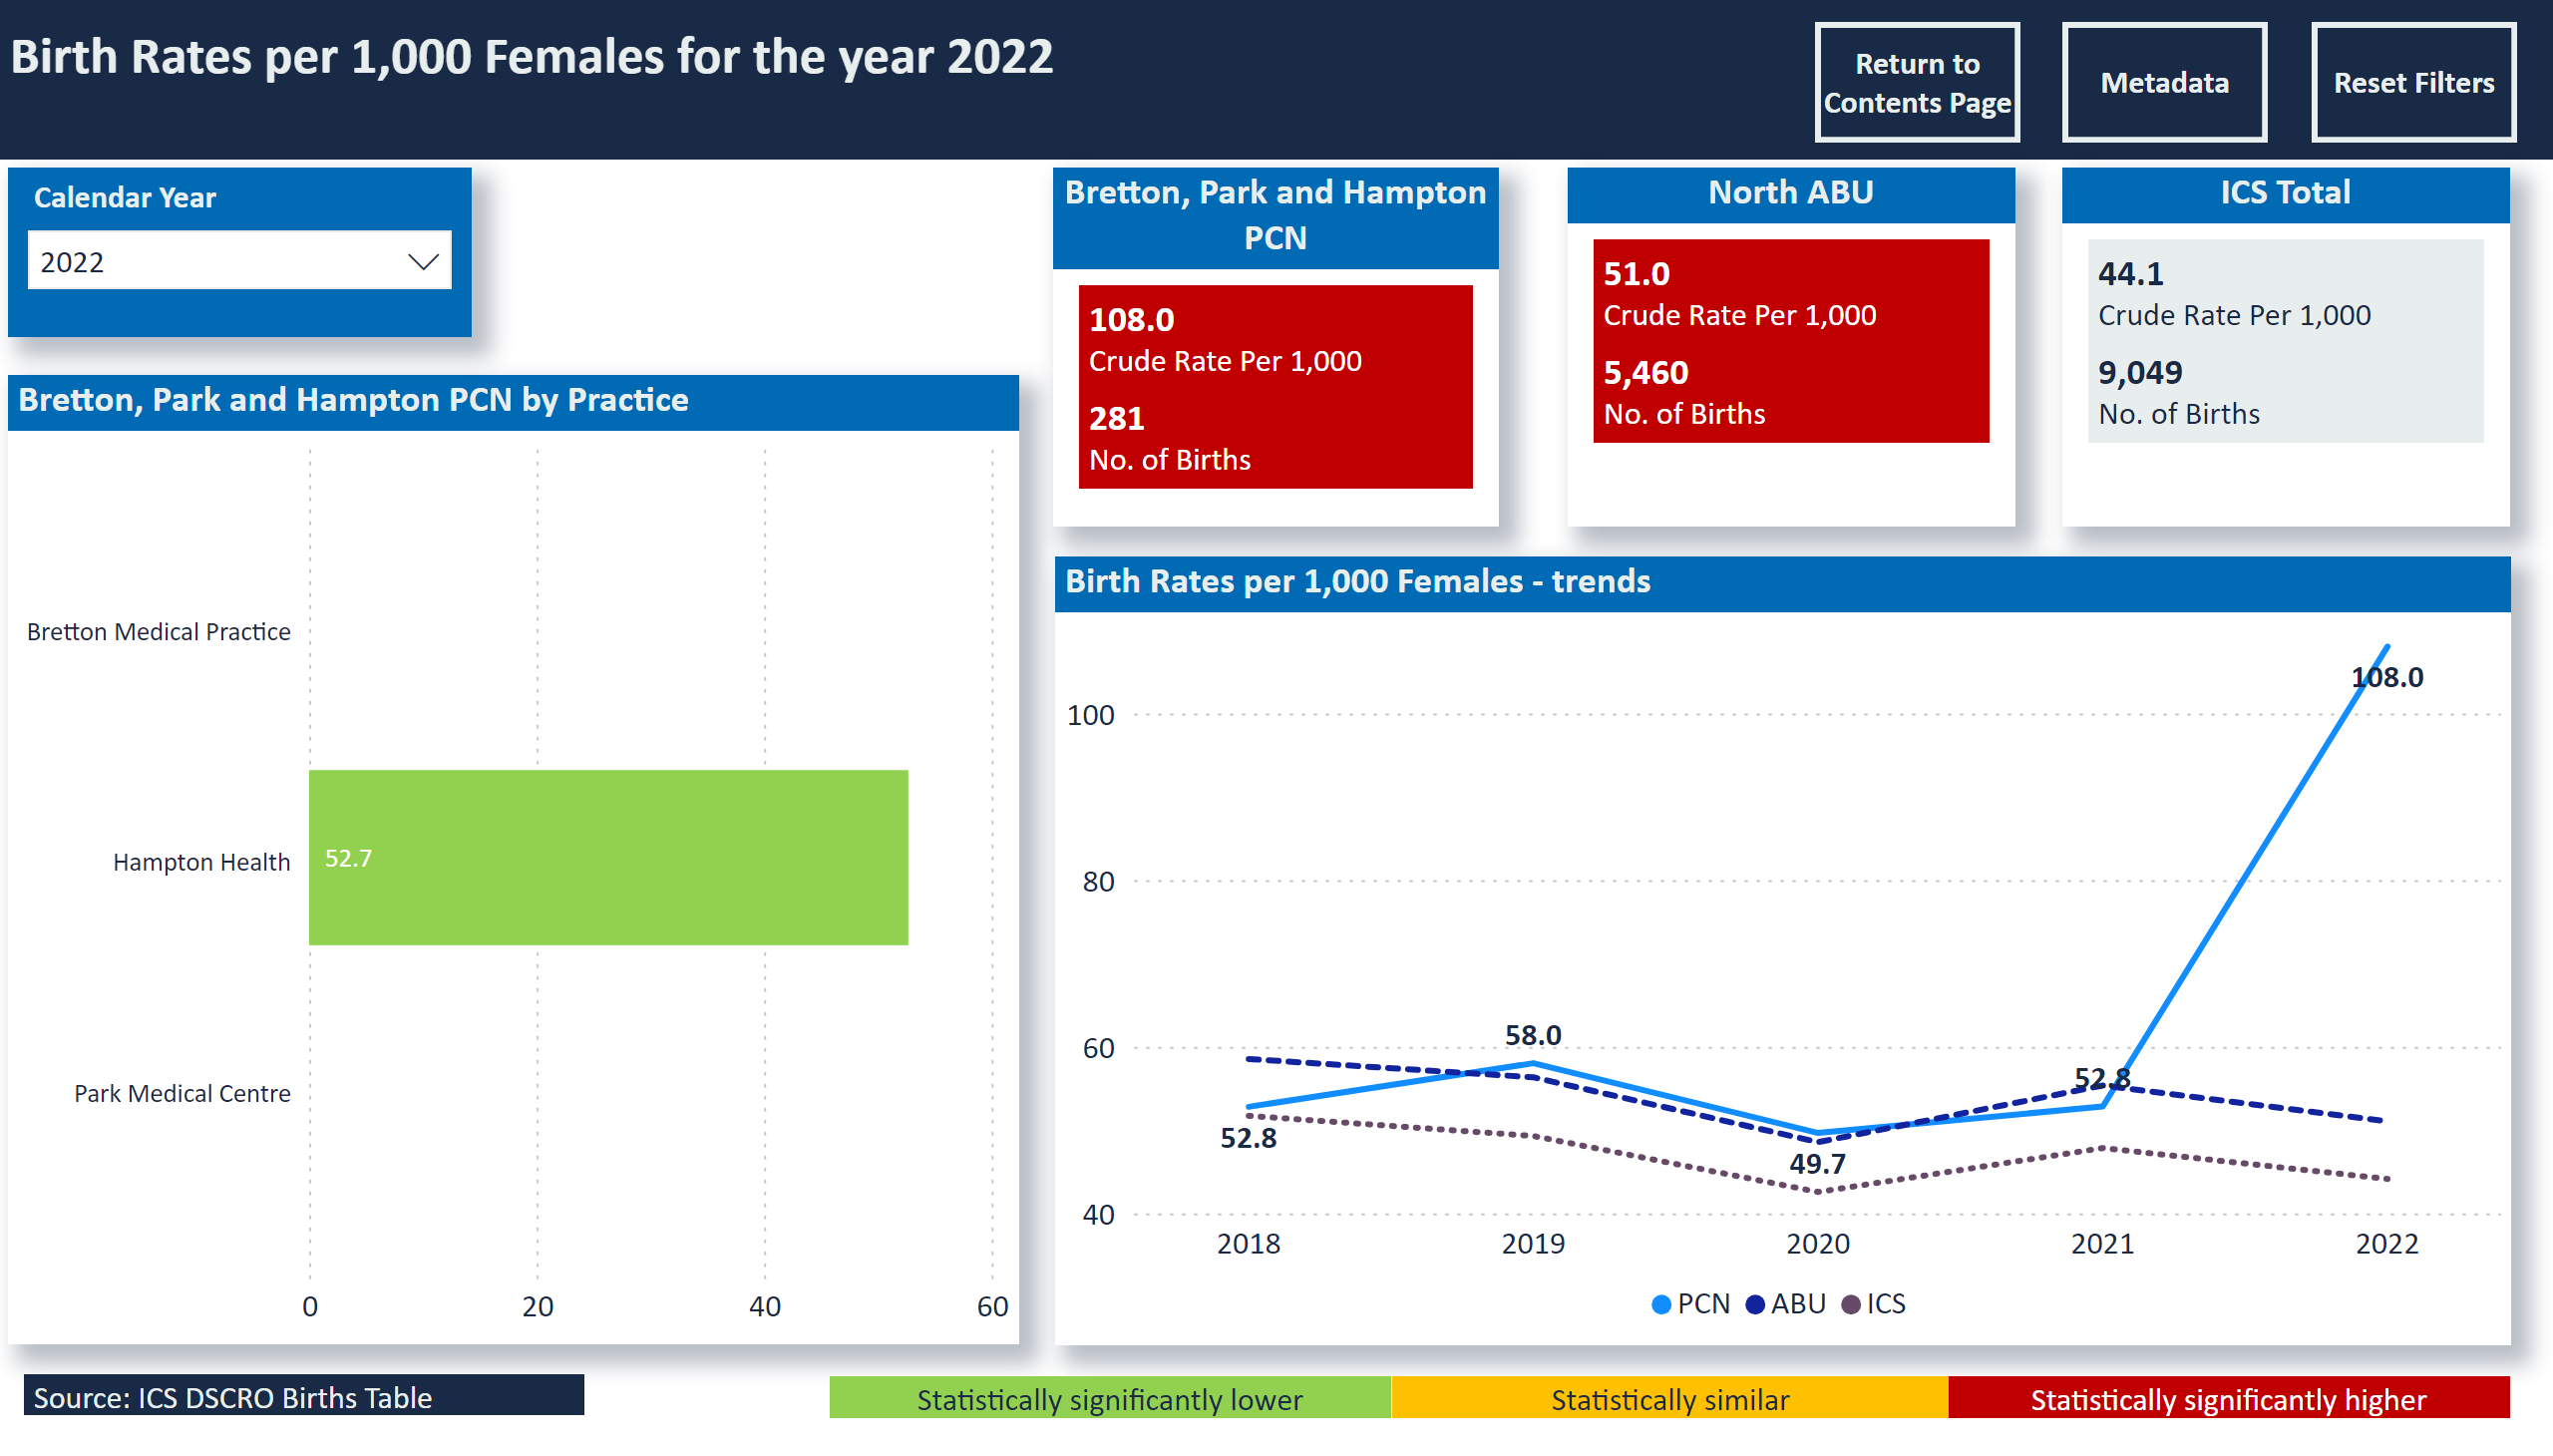 Birth Rates per 1,000 Females for the year 2022
Return to
Contents Page
Metadata
Reset Filters
Calendar Year
2022
Bretton, Park and Hampton
PCN
108.0
Crude Rate Per 1,000
281
No. of Births
North ABU
51.0
Crude Rate Per 1,000
5,460
No. of Births
ICS Total
44.1
Crude Rate Per 1,000
9,049
No. of Births
Bretton, Park and Hampton PCN by Practice
Bretton Medical Practice
Hampton Health
52.7
Park Medical Centre
0 20 40 60
Birth Rates per 1,000 Females - trends
108.0
100
80
58.0
60
52.8
52.8
49.7
40
2018 2019 2020 2021 2022
PCN ABU ICS
Source: ICS DSCRO Births Table
Statistically significantly lower
Statistically similar
Statistically significantly higher